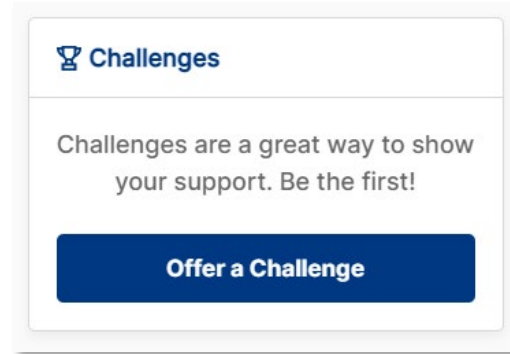 Challenges
Challenges are a great way to show
your support. Be the first!
Offer a Challenge